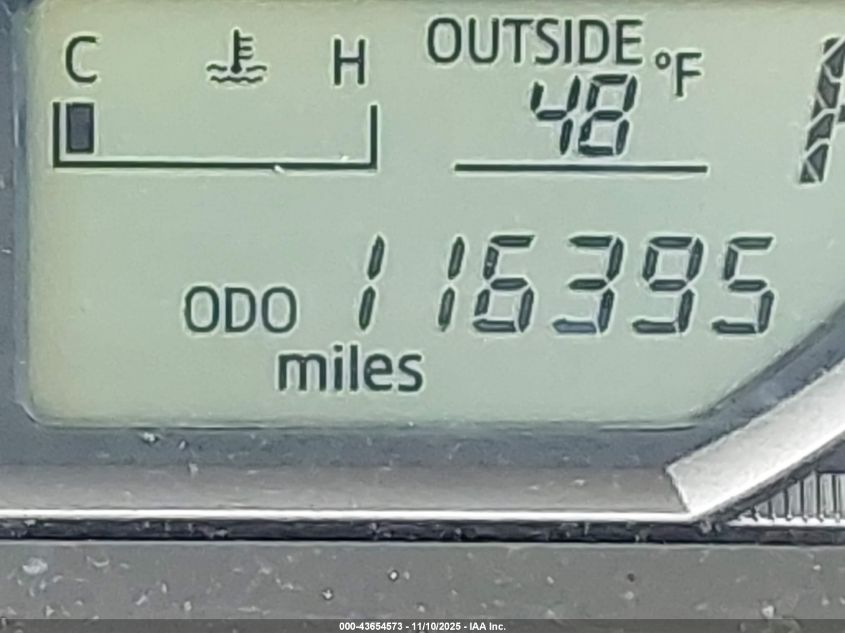 C H OUTSIDE °F
48
ODO 116395
miles
000-43654573 - 11/10/2025 - IAA Inc.